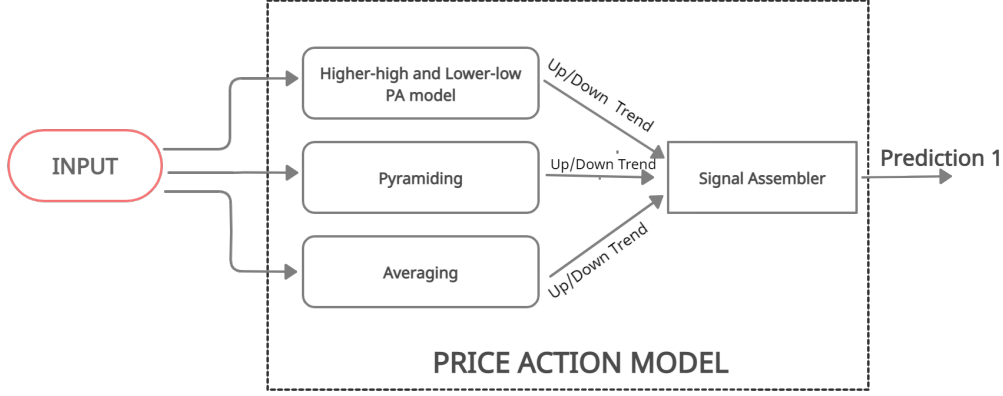 Higher-high and Lower-low
PA model
Up/Down Trend
INPUT
Pyramiding
Up/Down Trend
Signal Assembler
Prediction 1
Averaging
Up/Down Trend
PRICE ACTION MODEL